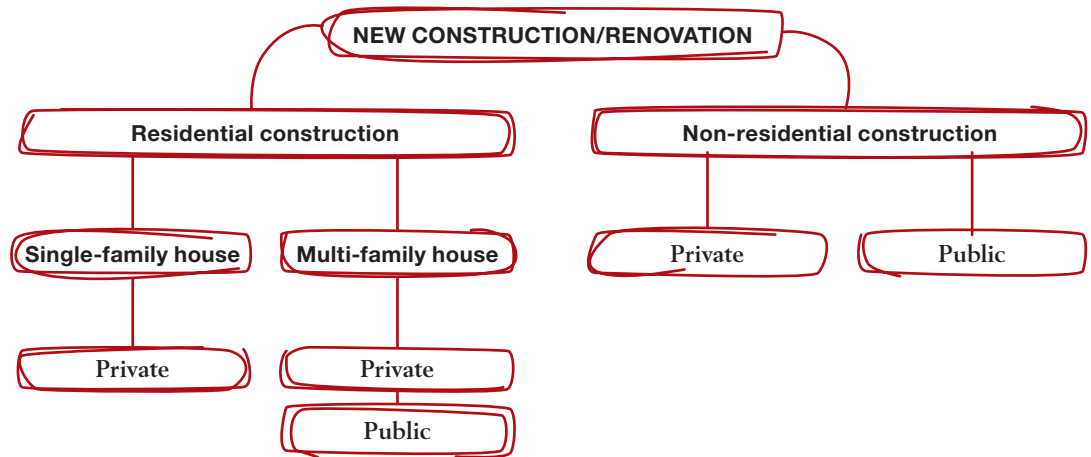 NEW CONSTRUCTION/RENOVATION
Residential construction
Non-residential construction
Single-family house
Multi-family house
Private
Public
Private
Private
Public